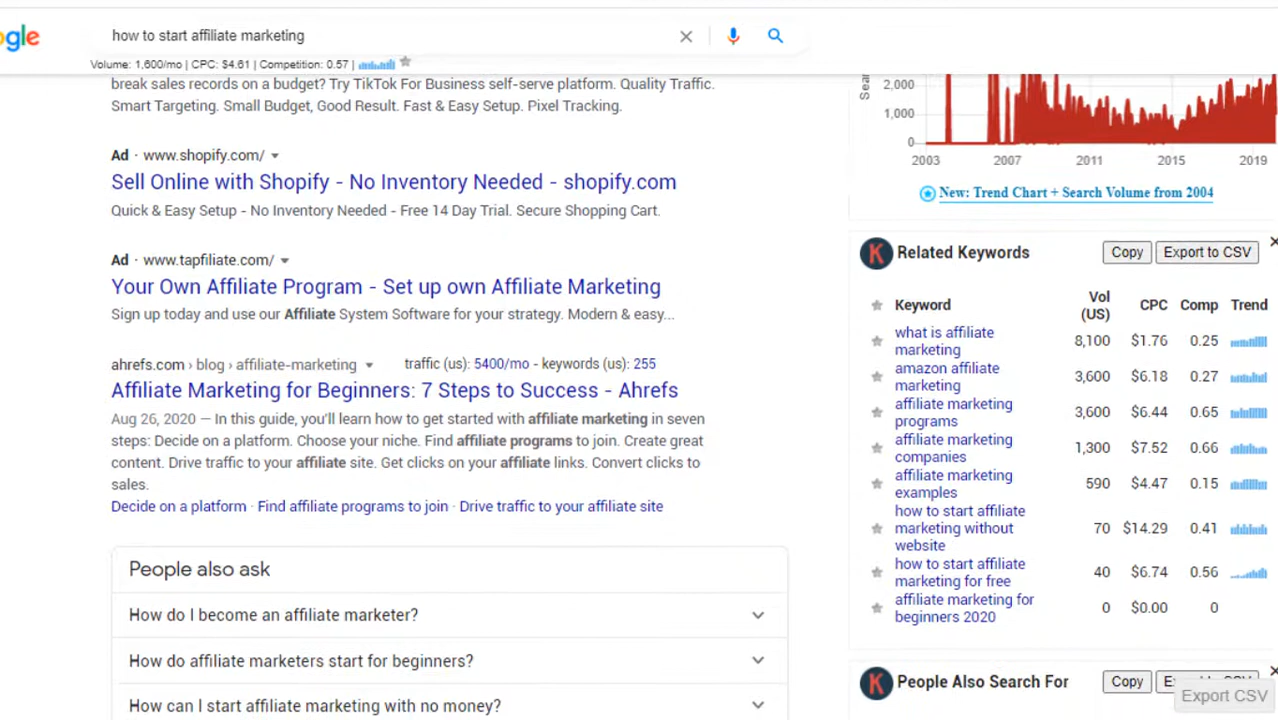 ogle
how to start affiliate marketing
Volume: 1,600/mo | CPC: $4.61 | Competition: 0.57 |
break sales records on a budget? Try TikTok For Business self-serve platform. Quality Traffic.
Smart Targeting. Small Budget, Good Result. Fast & Easy Setup. Pixel Tracking.
Ad · www.shopify.com/
Sell Online with Shopify - No Inventory Needed - shopify.com
Quick & Easy Setup - No Inventory Needed - Free 14 Day Trial. Secure Shopping Cart.
Ad · www.tapfiliate.com/
Your Own Affiliate Program - Set up own Affiliate Marketing
Sign up today and use our Affiliate System Software for your strategy. Modern & easy...
ahrefs.com › blog › affiliate-marketing traffic (us): 5400/mo - keywords (us): 255
Affiliate Marketing for Beginners: 7 Steps to Success - Ahrefs
Aug 26, 2020 — In this guide, you'll learn how to get started with affiliate marketing in seven
steps: Decide on a platform. Choose your niche. Find affiliate programs to join. Create great
content. Drive traffic to your affiliate site. Get clicks on your affiliate links. Convert clicks to
sales.
Decide on a platform · Find affiliate programs to join · Drive traffic to your affiliate site
People also ask
How do I become an affiliate marketer?
How do affiliate marketers start for beginners?
How can I start affiliate marketing with no money?
Sea
2,000
1,000
0
2003 2007 2011 2015 2019
New: Trend Chart + Search Volume from 2004
K Related Keywords Copy Export to CSV
Keyword Vol (US) CPC Comp Trend
what is affiliate
marketing 8,100 $1.76 0.25
amazon affiliate
marketing 3,600 $6.18 0.27
affiliate marketing
programs 3,600 $6.44 0.65
affiliate marketing
companies 1,300 $7.52 0.66
affiliate marketing
examples 590 $4.47 0.15
how to start affiliate
marketing without 70 $14.29 0.41
website
how to start affiliate
marketing for free 40 $6.74 0.56
affiliate marketing for
beginners 2020 0 $0.00 0
K People Also Search For Copy
Export CSV